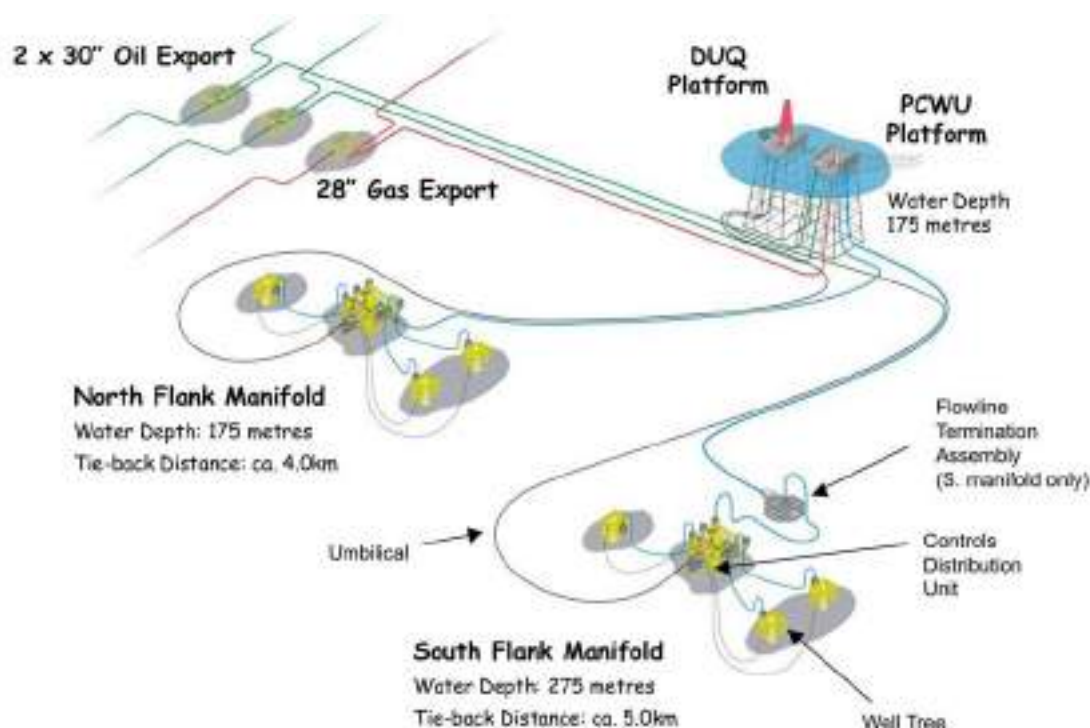 2 x 30" Oil Export
DUQ
Platform
PCWU
Platform
28" Gas Export
Water Depth
175 metres
North Flank Manifold
Water Depth: 175 metres
Tie-back Distance: ca. 4.0km
Flowline
Termination
Assembly
(S. manifold only)
Umbilical
Controls
Distribution
Unit
South Flank Manifold
Water Depth: 275 metres
Tie-back Distance: ca. 5.0km
Well Tree